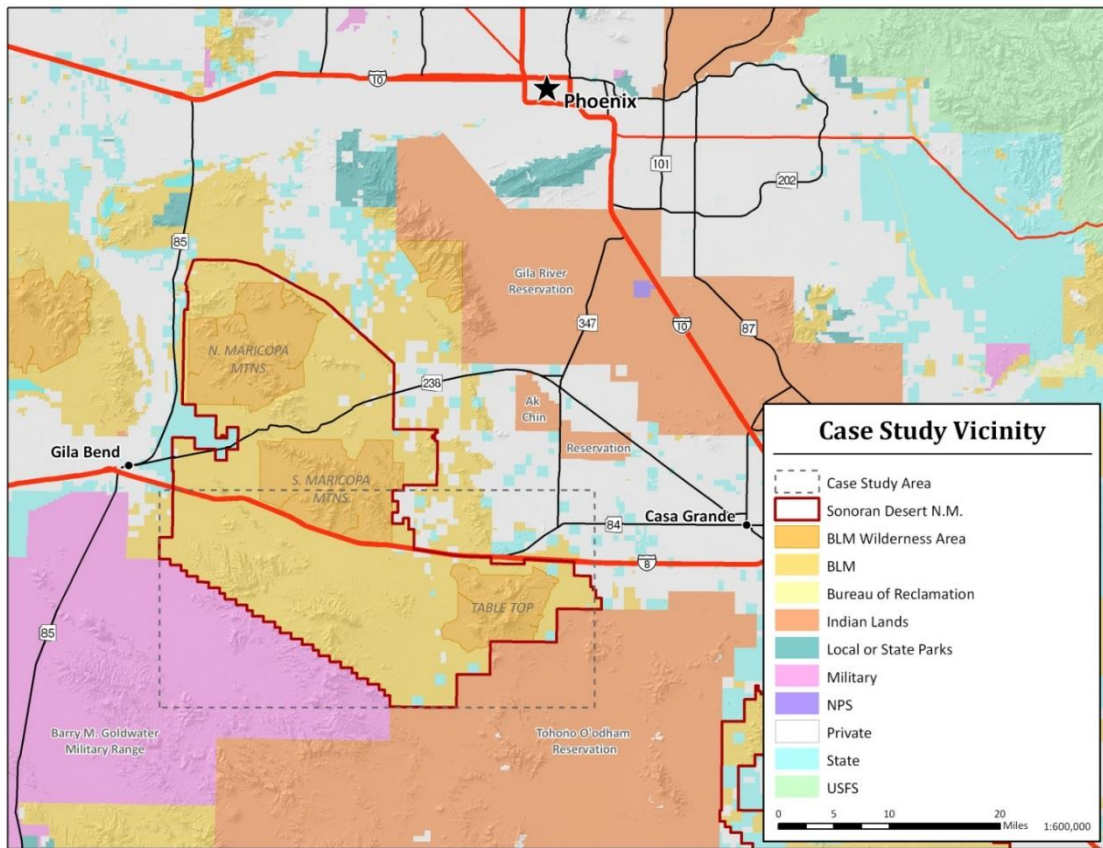 10
Phoenix
101
202
85
Gila River
Reservation
347
10
87
N. MARICOPA
MTNS.
238
Ak
Chin
Reservation
Gila Bend
S. MARICOPA
MTNS.
84
Casa Grande
8
TABLE TOP
85
Barry M. Goldwater
Military Range
Tohono O'odham
Reservation
Case Study Vicinity
Case Study Area
Sonoran Desert N.M.
BLM Wilderness Area
BLM
Bureau of Reclamation
Indian Lands
Local or State Parks
Military
NPS
Private
State
USFS
0 5 10 20
Miles 1:600,000